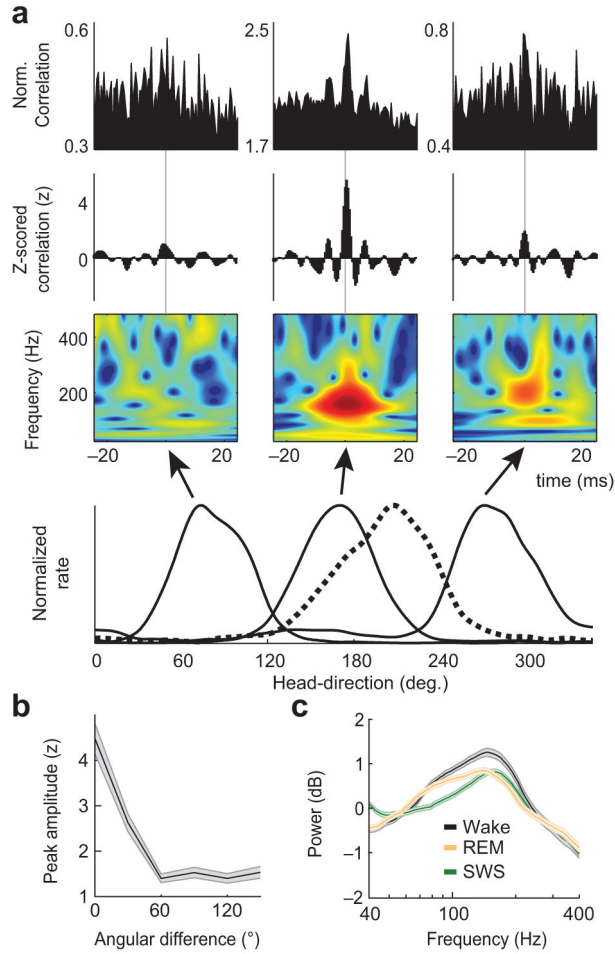 a
0.6
2.5
0.8
Norm.
Correlation
0.3
1.7
0.4
Z-scored
correlation (z)
4
0
Frequency (Hz)
400
200
−20
20
−20
20
−20
20
time (ms)
Normalized
rate
0
60
120
180
240
300
Head-direction (deg.)
b
Peak amplitude (z)
4
3
2
1
0
60
120
Angular difference (°)
c
Power (dB)
2
1
0
−1
−2
Wake
REM
SWS
40
100
400
Frequency (Hz)